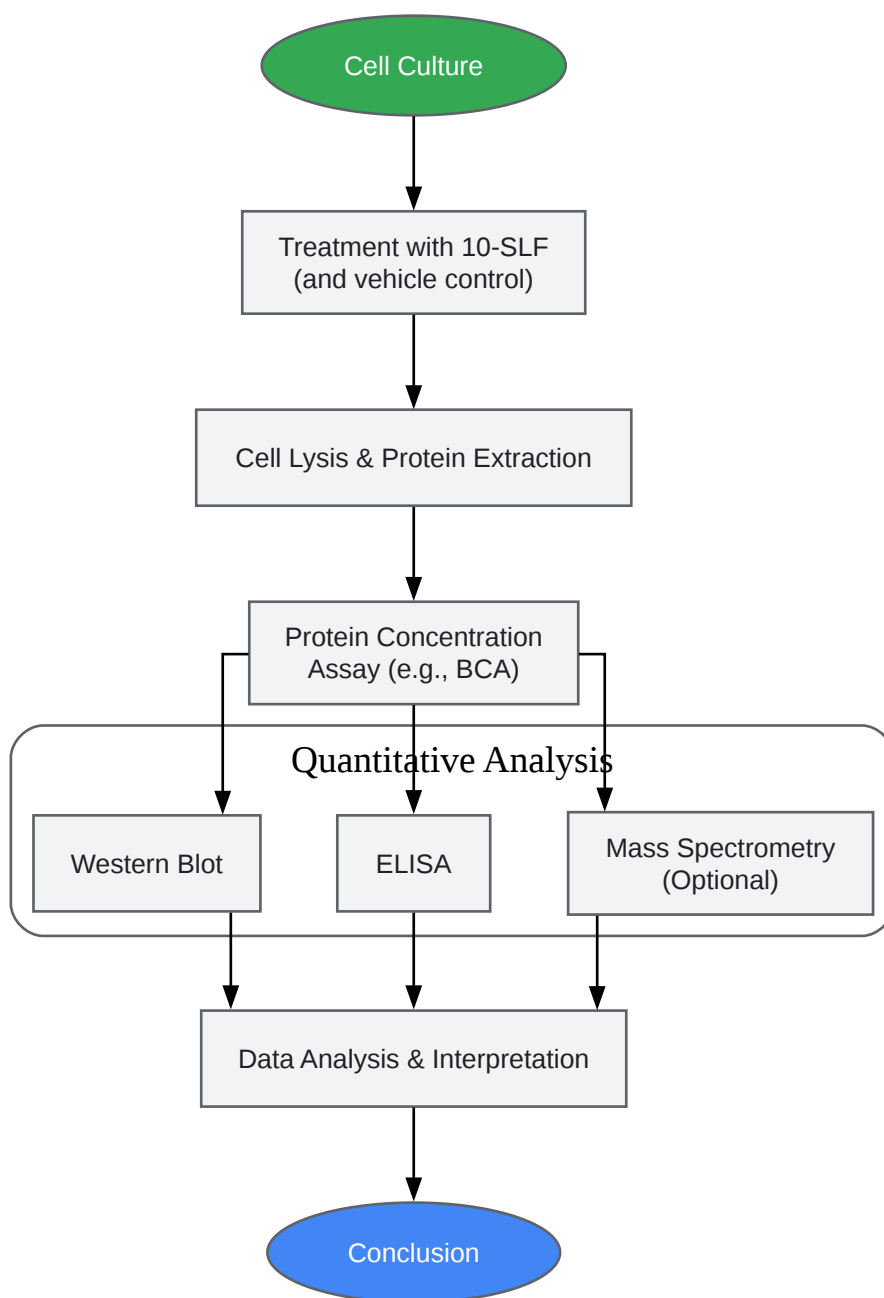 Cell Culture
Treatment with 10-SLF
(and vehicle control)
Cell Lysis & Protein Extraction
Protein Concentration
Assay (e.g., BCA)
Quantitative Analysis
Western Blot
ELISA
Mass Spectrometry
(Optional)
Data Analysis & Interpretation
Conclusion